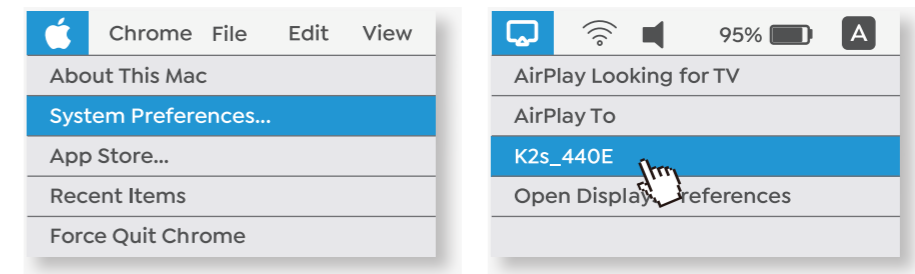 Chrome File Edit View
About This Mac
System Preferences...
App Store...
Recent Items
Force Quit Chrome
95% A
AirPlay Looking for TV
AirPlay To
K2s_440E
Open Display Preferences